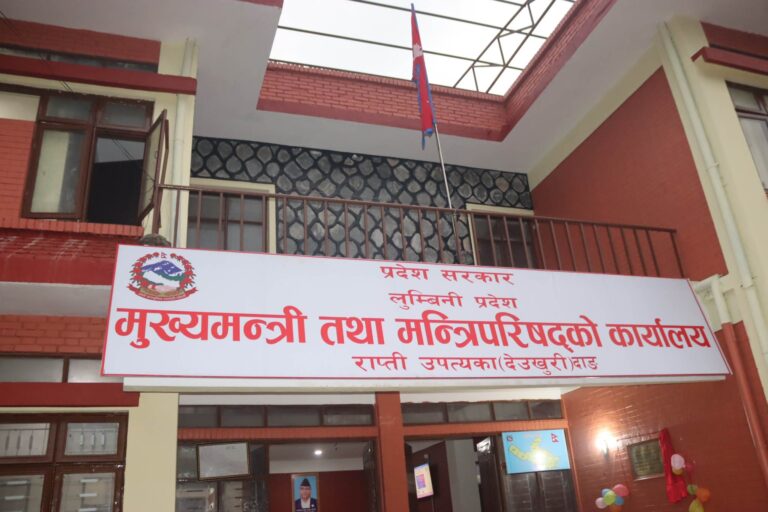 प्रदेश सरकार
लुम्बिनी प्रदेश
मुख्यमन्त्री तथा मन्त्रिपरिषद्को कार्यालय
राप्ती उपत्यका(देउखुरी)दाङ